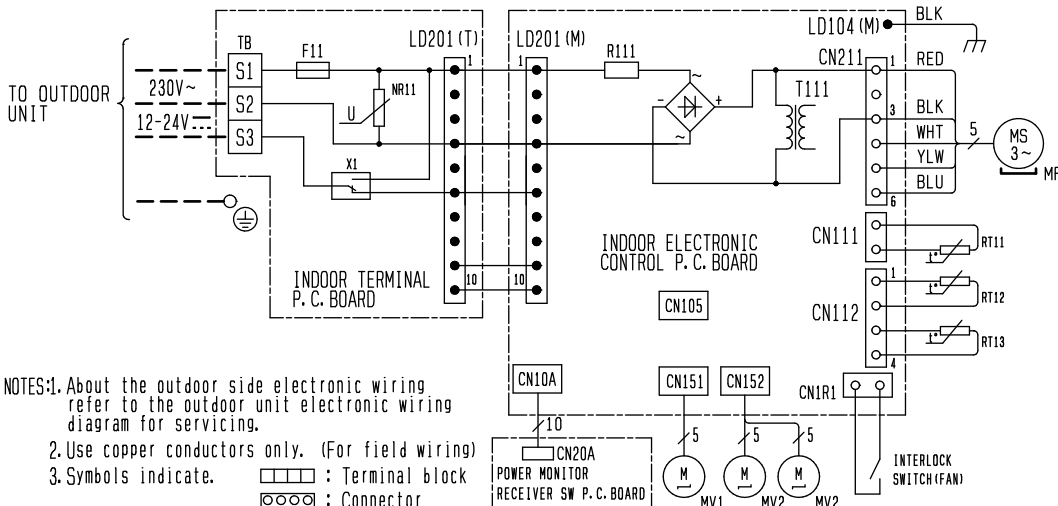 TO OUTDOOR
UNIT
230V~
12-24V
TB
S1
S2
S3
F11
NR11
U
X1
LD201(T)
1
10
INDOOR TERMINAL
P.C.BOARD
LD201(M)
1
10
R111
~
-
+
~
T111
LD104(M)
BLK
CN211
1
3
6
RED
BLK
WHT
YLW
BLU
5
MS
3~
MF
INDOOR ELECTRONIC
CONTROL P.C.BOARD
CN111
t°
RT11
CN112
1
4
t°
RT12
t°
RT13
CN105
CN10A
CN151
CN152
CN1R1
10
5
5
5
CN20A
POWER MONITOR
RECEIVER SW P.C.BOARD
M
MV1
M
MV2
M
MV2
INTERLOCK
SWITCH(FAN)
NOTES:1. About the outdoor side electronic wiring
refer to the outdoor unit electronic wiring
diagram for servicing.
2. Use copper conductors only. (For field wiring)
3. Symbols indicate.
: Terminal block
: Connector